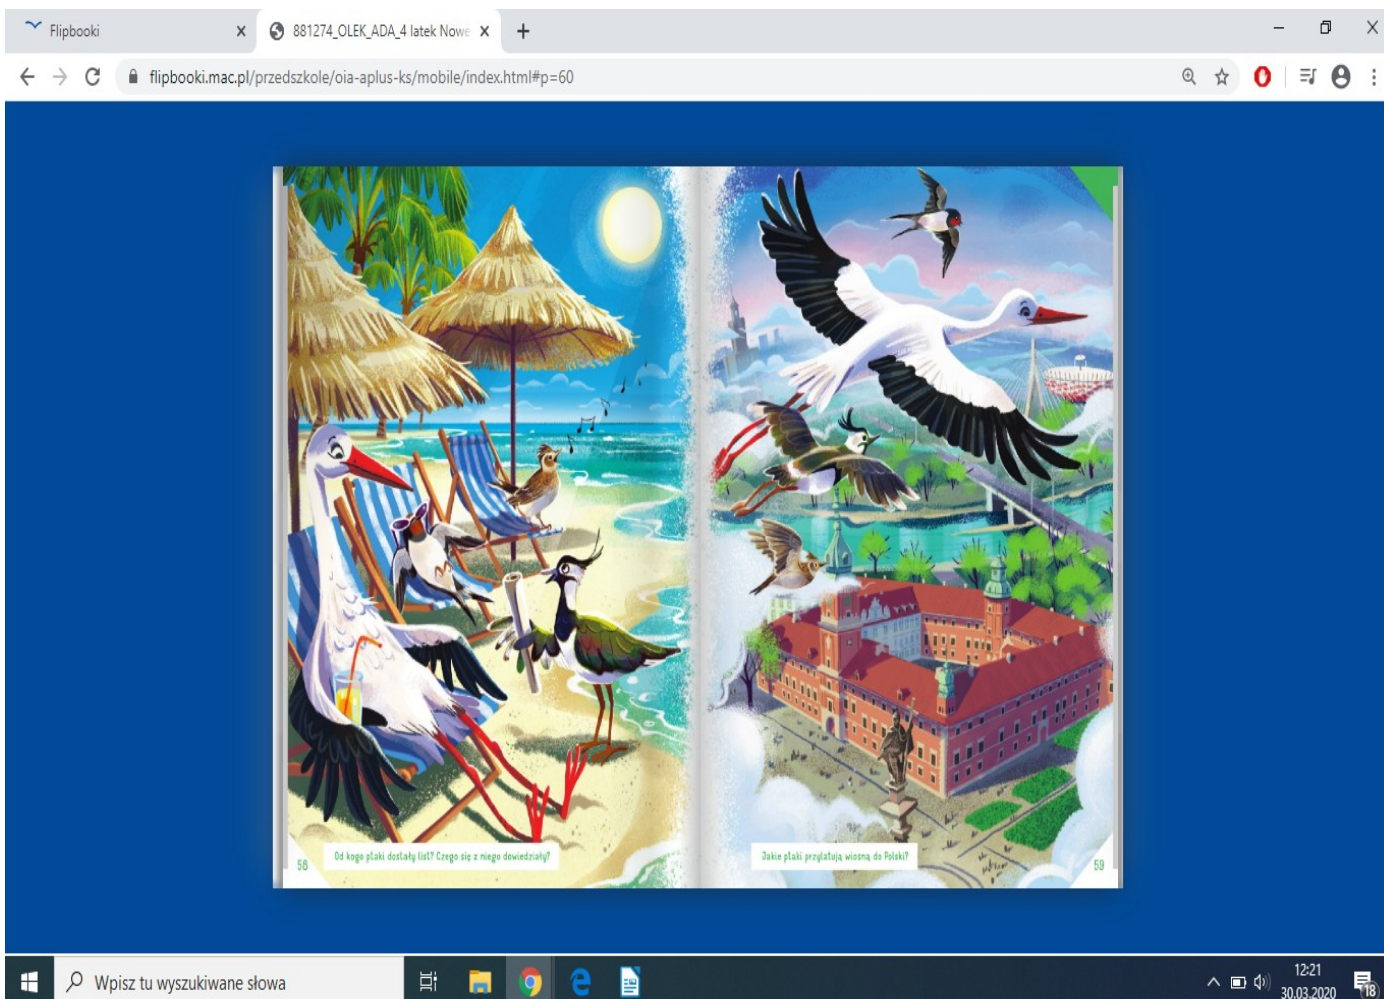 Flipbooki
881274_OLEK_ADA_4 latek Nowe
flipbooki.mac.pl/przedszkole/oia-aplus-ks/mobile/index.html#p=60
Od kogo ptaki dostały list? Czego się z niego dowiedziały?
58
Jakie ptaki przylatują wiosną do Polski?
59
Wpisz tu wyszukiwane słowa
12:21
30.03.2020
18